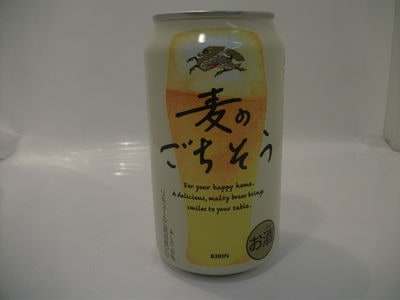 麦の
ごちそう
For your happy home.
A delicious, malty brew brings
smiles to your table.
KIRIN
お酒